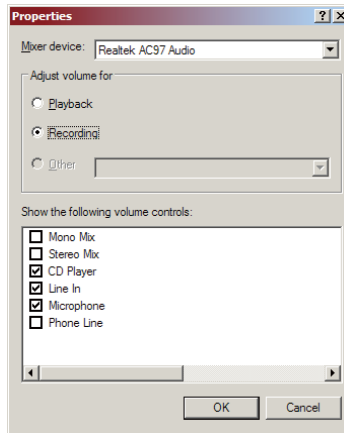 Properties
Mixer device: Realtek AC97 Audio
Adjust volume for
Playback
Recording
Other
Show the following volume controls:
Mono Mix
Stereo Mix
CD Player
Line In
Microphone
Phone Line
OK Cancel